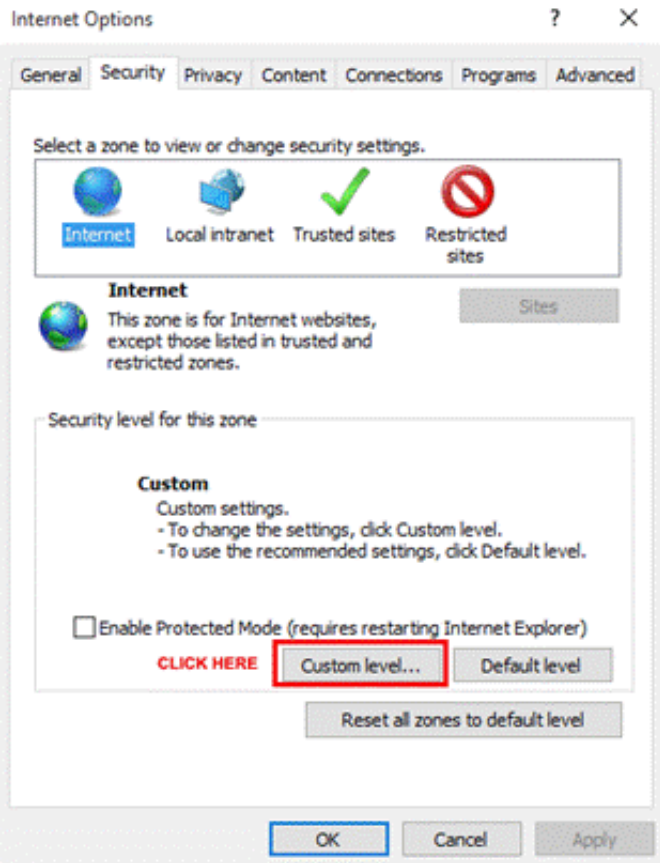 Internet Options
? X
General Security Privacy Content Connections Programs Advanced
Select a zone to view or change security settings.
Internet Local intranet Trusted sites Restricted
sites
Internet
Sites
This zone is for Internet websites,
except those listed in trusted and
restricted zones.
Security level for this zone
Custom
Custom settings.
- To change the settings, click Custom level.
- To use the recommended settings, click Default level.
Enable Protected Mode (requires restarting Internet Explorer)
CLICK HERE Custom level... Default level
Reset all zones to default level
OK Cancel Apply